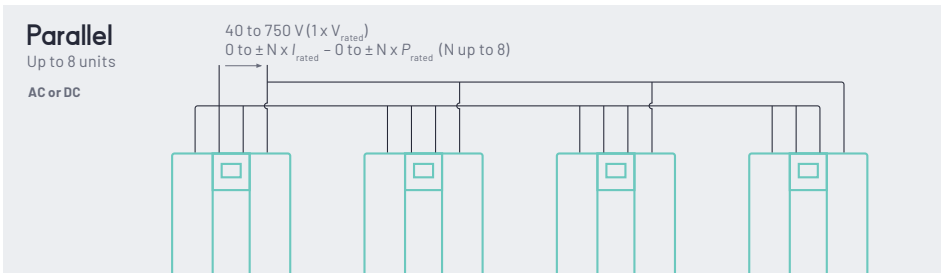 Parallel
Up to 8 units
AC or DC
40 to 750 V (1 x Vrated)
0 to ± N x Irated – 0 to ± N x Prated (N up to 8)